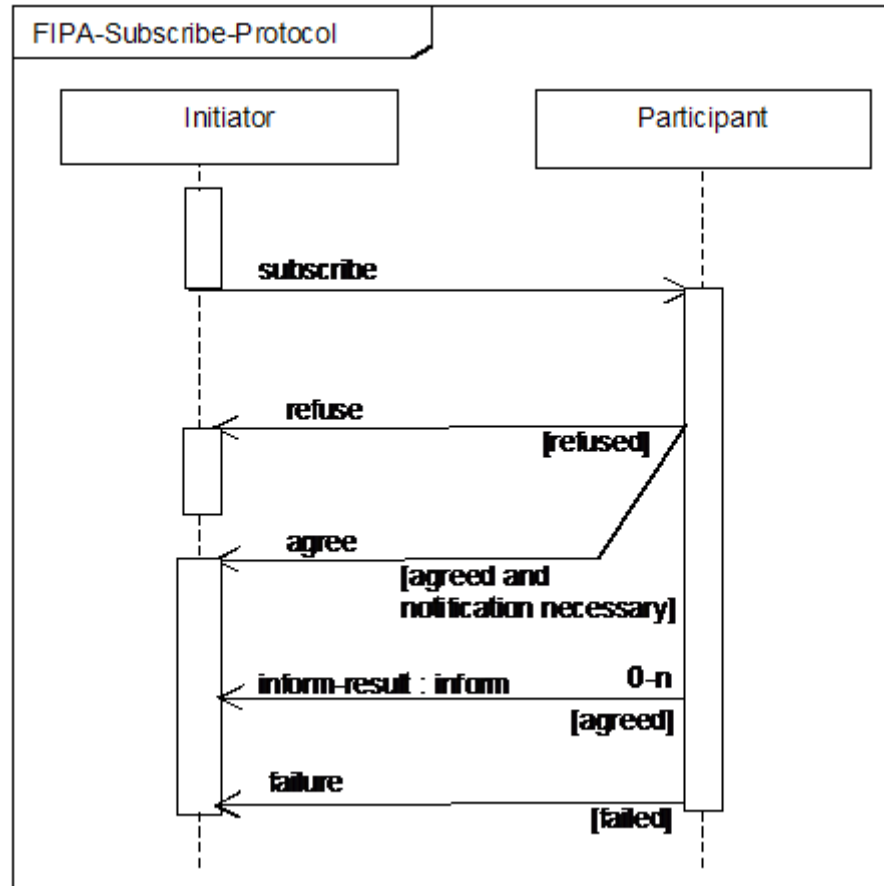 FIPA-Subscribe-Protocol
Initiator
Participant
subscribe
refuse
[refused]
agree
[agreed and
notification necessary]
inform-result : inform
0-n
[agreed]
failure
[failed]